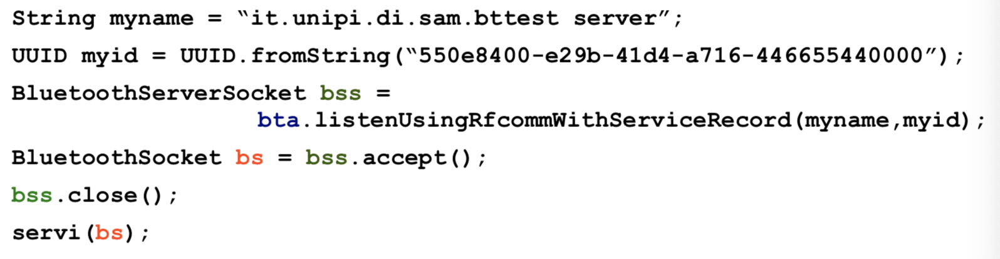 String myname = “it.unipi.di.sam.bttest server”;
UUID myid = UUID.fromString(“550e8400-e29b-41d4-a716-446655440000”);
BluetoothServerSocket bss =
bta.listenUsingRfcommWithServiceRecord(myname,myid);
BluetoothSocket bs = bss.accept();
bss.close();
servi(bs);